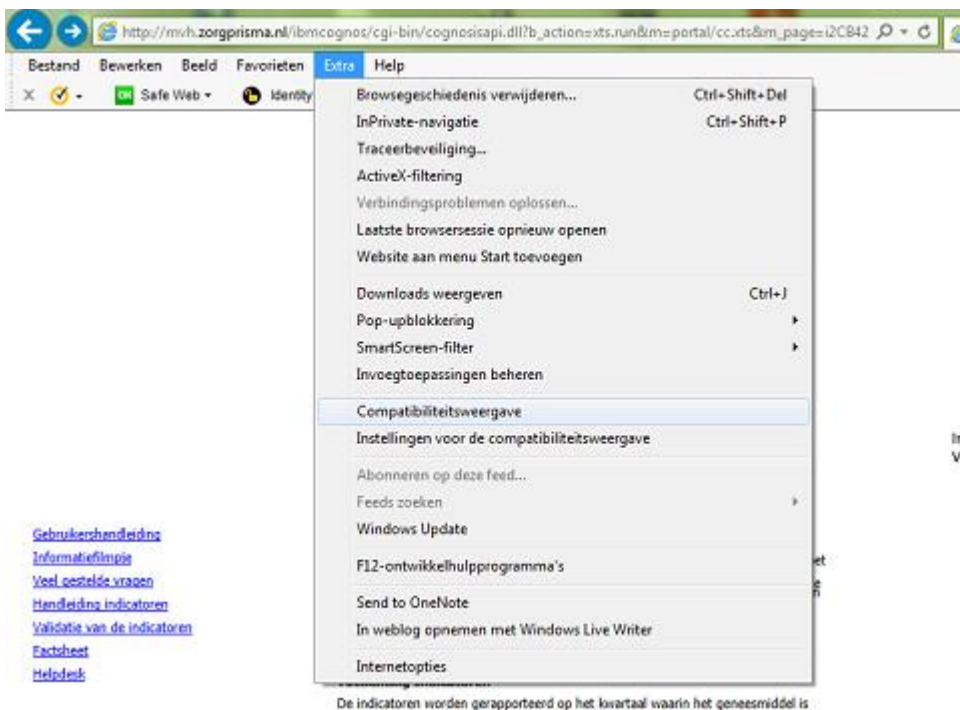 http://mvh.zorgprisma.nl/ibmcognos/cgi-bin/cognosisapi.dll?b_action=xts.run&m=portal/cc.xts&m_page=i2CB42
Bestand Bewerken Beeld Favorieten Extra Help
Safe Web
Identity
Browsegeschiedenis verwijderen... Ctrl+Shift+Del
InPrivate-navigatie Ctrl+Shift+P
Traceerbeveiliging...
ActiveX-filtering
Verbindingsproblemen oplossen...
Laatste browsersessie opnieuw openen
Website aan menu Start toevoegen
Downloads weergeven Ctrl+J
Pop-upblokkering
SmartScreen-filter
Invoegtoepassingen beheren
Compatibiliteitsweergave
Instellingen voor de compatibiliteitsweergave
Abonneren op deze feed...
Feeds zoeken
Windows Update
F12-ontwikkelhulpprogramma's
Send to OneNote
In weblog opnemen met Windows Live Writer
Internetopties
Gebruikershandleiding
Informatiefilmpje
Veel gestelde vragen
Handleiding indicatoren
Validatie van de indicatoren
Factsheet
Helpdesk
De indicatoren worden gerapporteerd op het kwartaal waarin het geneesmiddel is